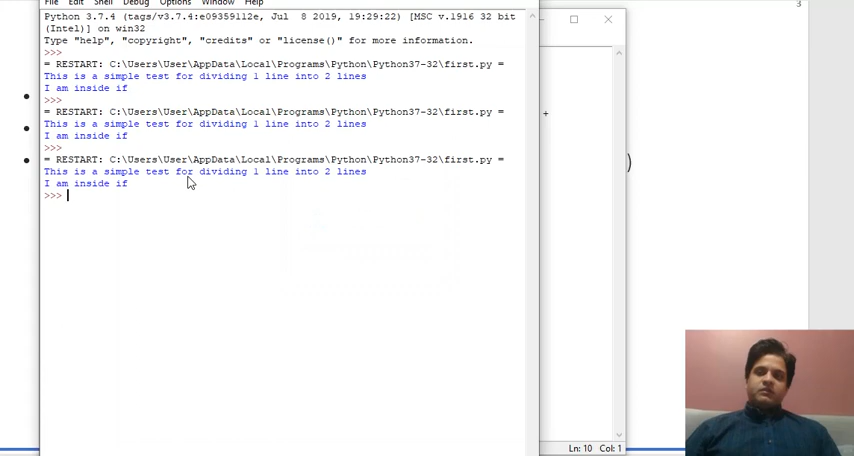 File Edit Shell Debug Options Window Help
Python 3.7.4 (tags/v3.7.4:e09359112e, Jul  8 2019, 19:29:22) [MSC v.1916 32 bit
(Intel)] on win32
Type "help", "copyright", "credits" or "license()" for more information.
>>>
= RESTART: C:\Users\User\AppData\Local\Programs\Python\Python37-32\first.py =
This is a simple test for dividing 1 line into 2 lines
I am inside if
>>>
= RESTART: C:\Users\User\AppData\Local\Programs\Python\Python37-32\first.py =
This is a simple test for dividing 1 line into 2 lines
I am inside if
>>>
= RESTART: C:\Users\User\AppData\Local\Programs\Python\Python37-32\first.py =
This is a simple test for dividing 1 line into 2 lines
I am inside if
>>>
3
+
)
Ln: 10 Col: 1